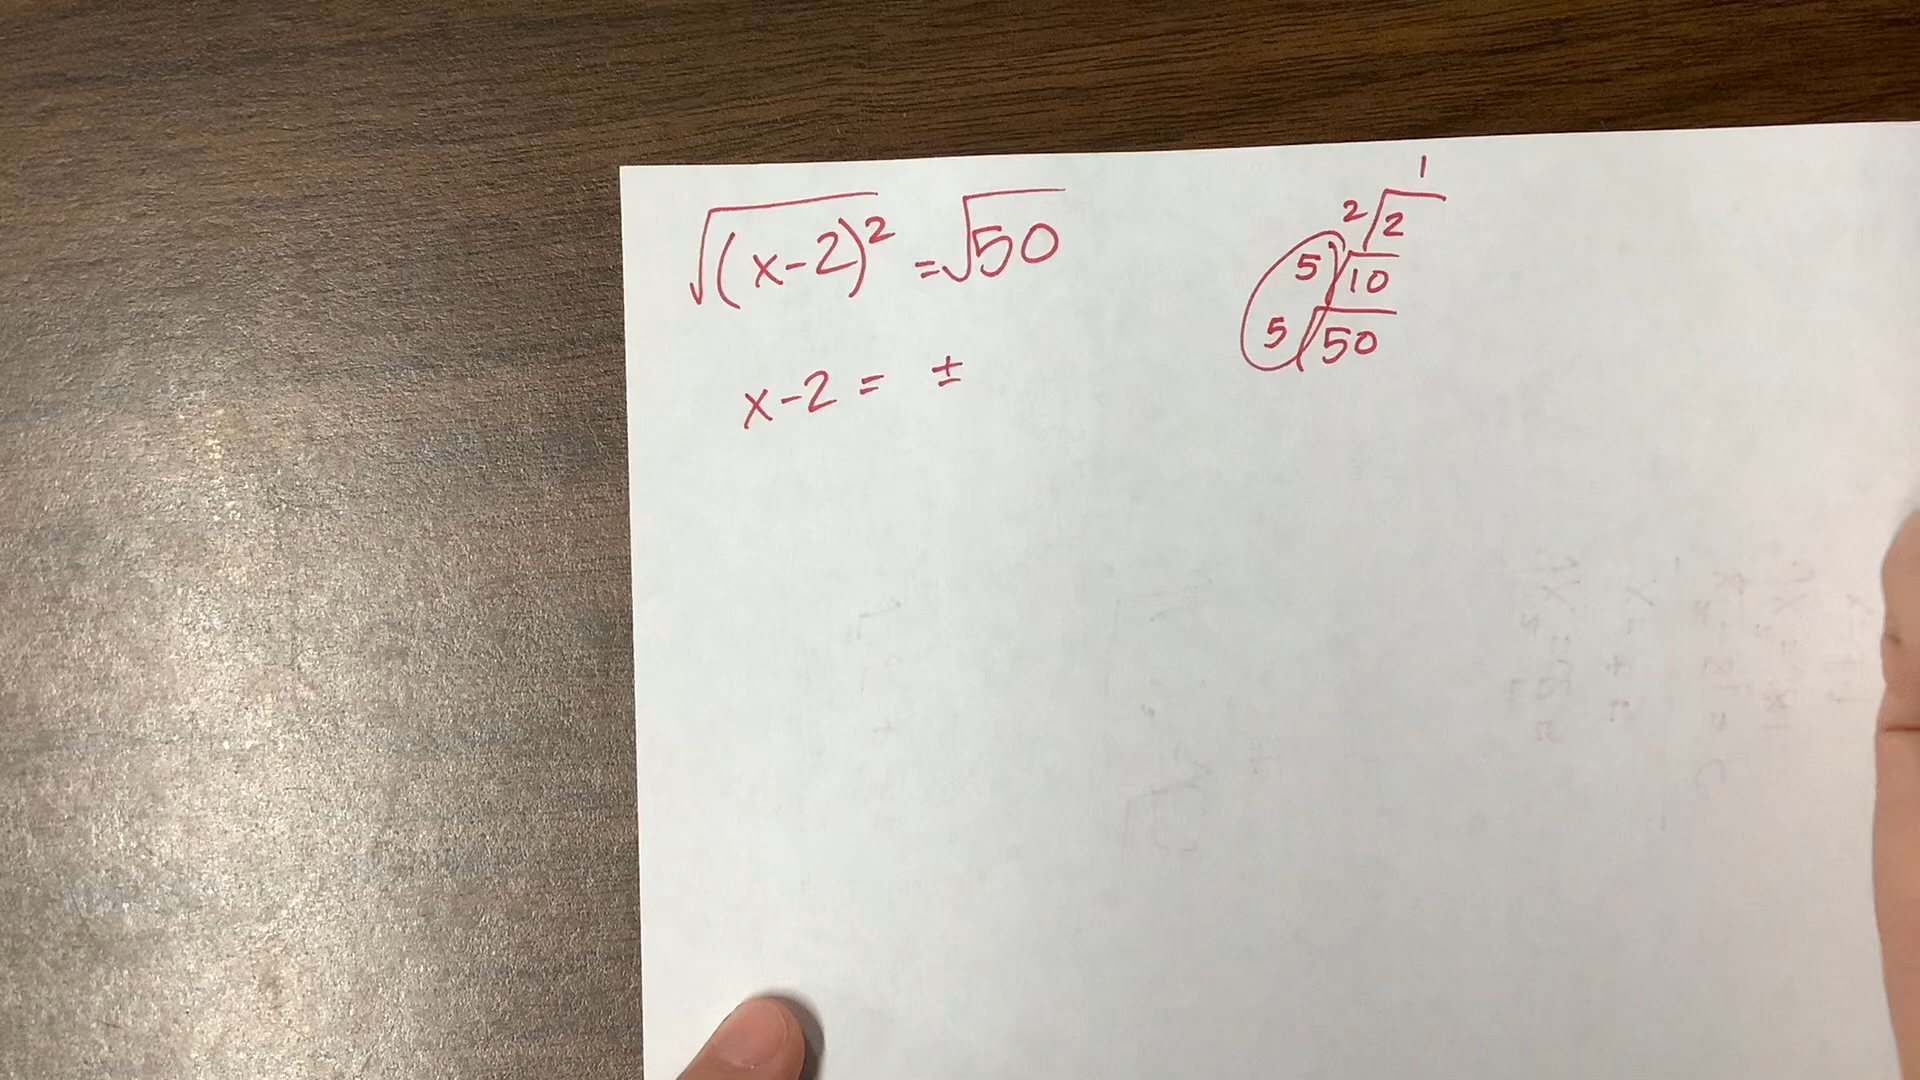 √(x-2)² = √50
x-2 = ±
1
2 2
5 10
5 50